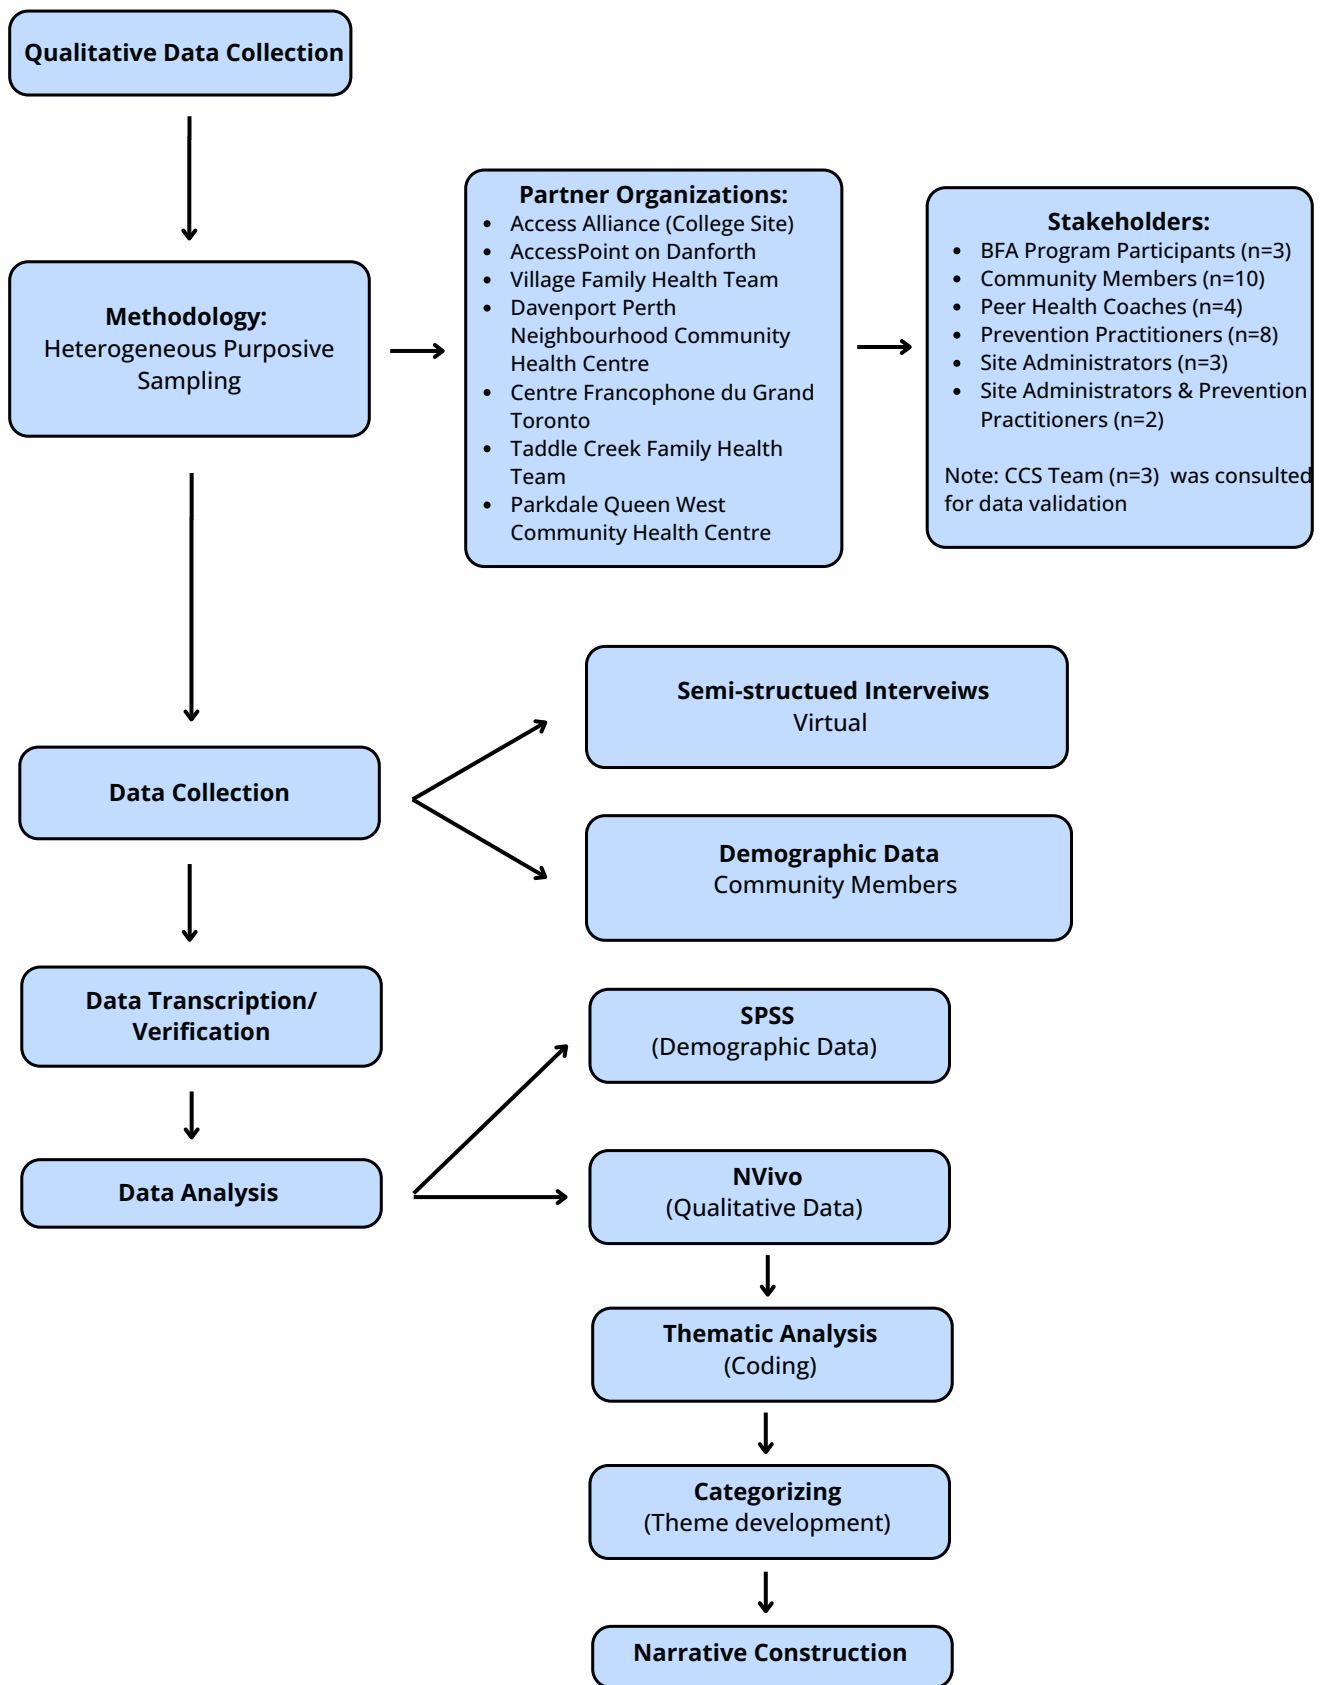 Qualitative Data Collection
Methodology:
Heterogeneous Purposive
Sampling
Partner Organizations:
• Access Alliance (College Site)
• AccessPoint on Danforth
• Village Family Health Team
• Davenport Perth
Neighbourhood Community
Health Centre
• Centre Francophone du Grand
Toronto
• Taddle Creek Family Health
Team
• Parkdale Queen West
Community Health Centre
Stakeholders:
• BFA Program Participants (n=3)
• Community Members (n=10)
• Peer Health Coaches (n=4)
• Prevention Practitioners (n=8)
• Site Administrators (n=3)
• Site Administrators & Prevention
Practitioners (n=2)
Note: CCS Team (n=3) was consulted
for data validation
Data Collection
Semi-structued Interveiws
Virtual
Demographic Data
Community Members
Data Transcription/
Verification
Data Analysis
SPSS
(Demographic Data)
NVivo
(Qualitative Data)
Thematic Analysis
(Coding)
Categorizing
(Theme development)
Narrative Construction